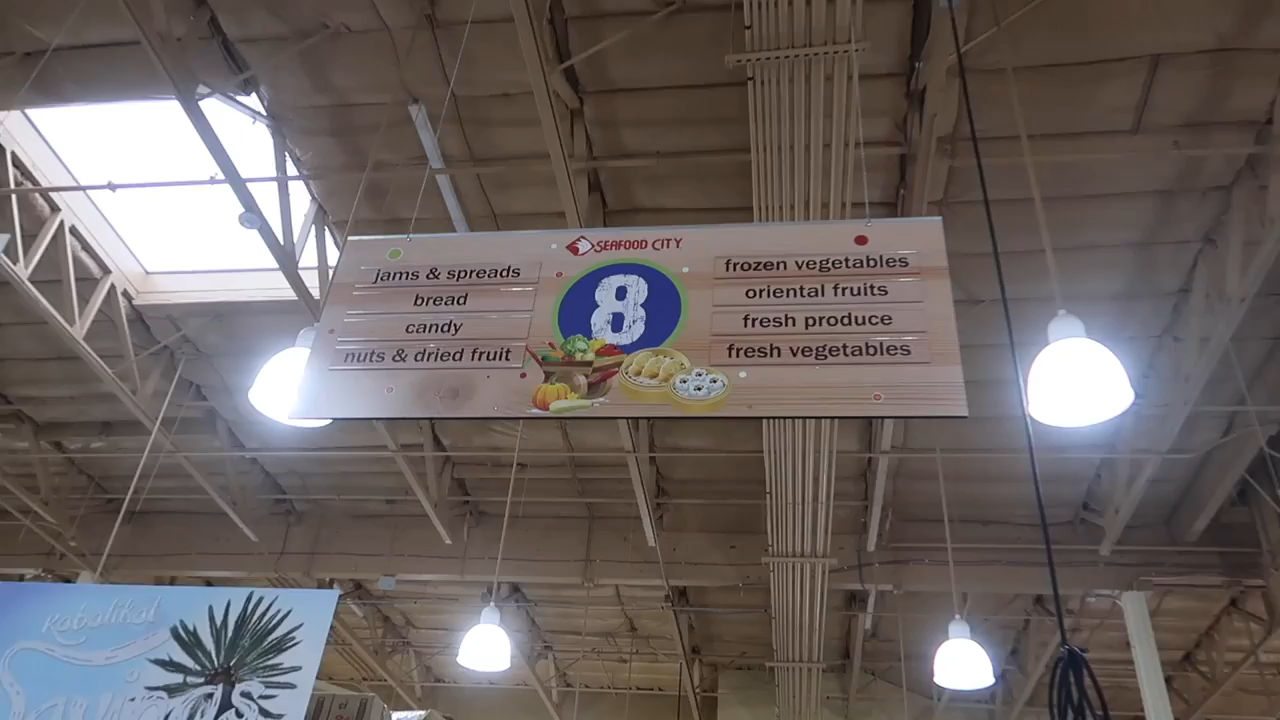 SEAFOOD CITY
jams & spreads
bread
candy
nuts & dried fruit
8
frozen vegetables
oriental fruits
fresh produce
fresh vegetables
Kabalikat
Savings